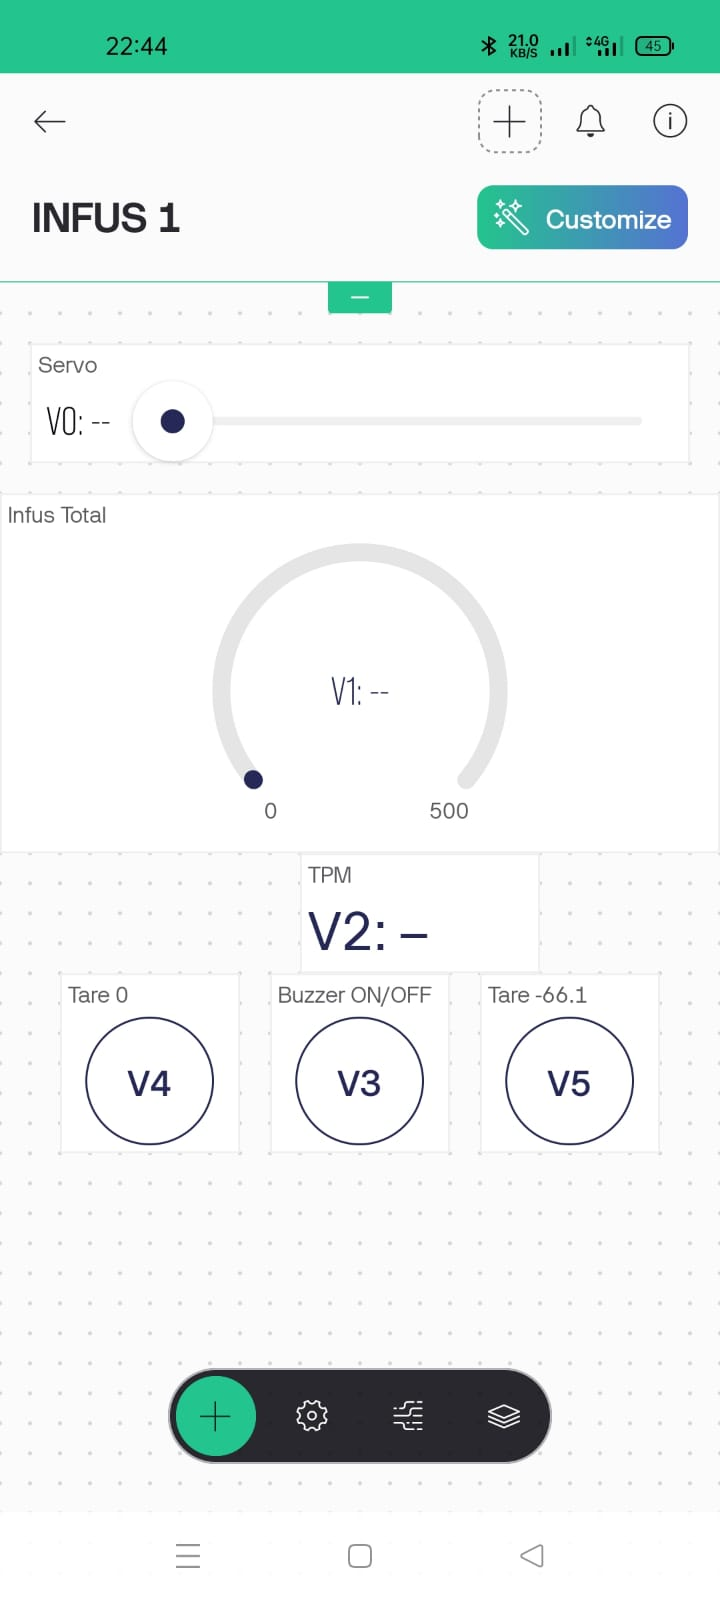 22:44
21.0 KB/S 4G 45
INFUS 1
Customize
Servo
V0: --
Infus Total
V1: --
0 500
TPM
V2: –
Tare 0 Buzzer ON/OFF Tare -66.1
V4 V3 V5